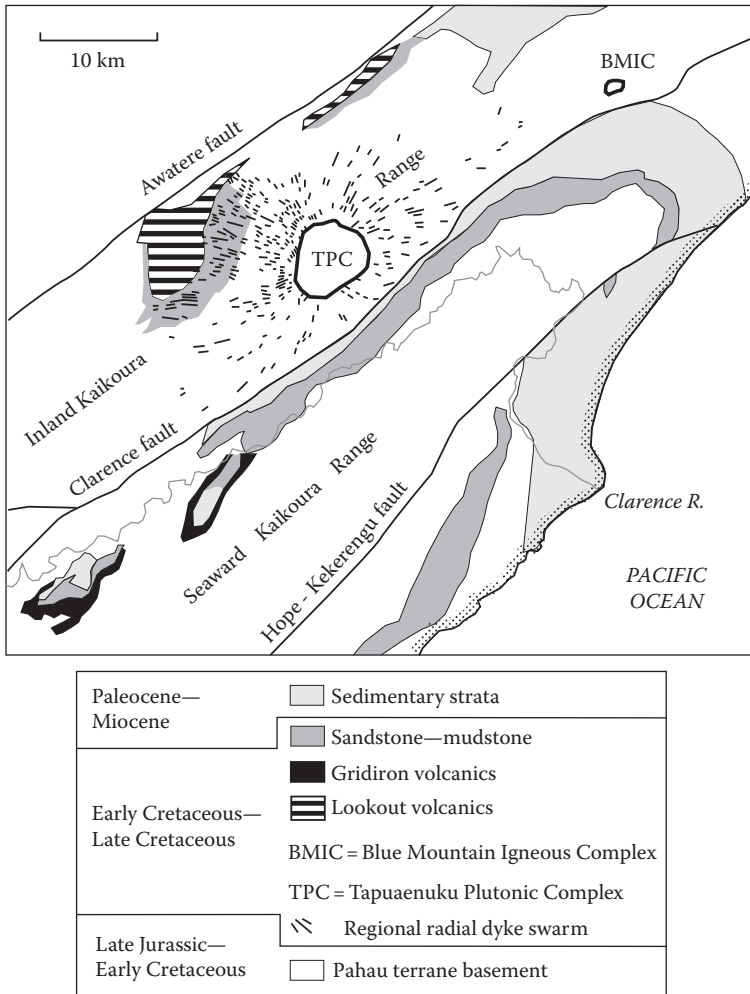 10 km
BMIC
Awatere fault
Range
TPC
Inland Kaikoura
Clarence fault
Seaward Kaikoura Range
Hope - Kekerengu fault
Clarence R.
PACIFIC
OCEAN
Paleocene—
Miocene
Sedimentary strata
Sandstone—mudstone
Gridiron volcanics
Early Cretaceous—
Late Cretaceous
Lookout volcanics
BMIC = Blue Mountain Igneous Complex
TPC = Tapuaenuku Plutonic Complex
Regional radial dyke swarm
Late Jurassic—
Early Cretaceous
Pahau terrane basement